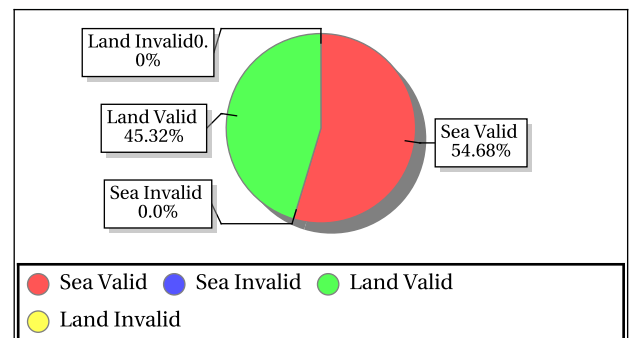 Land Invalid0.
0%
Land Valid
45.32%
Sea Valid
54.68%
Sea Invalid
0.0%
Sea Valid
Sea Invalid
Land Valid
Land Invalid